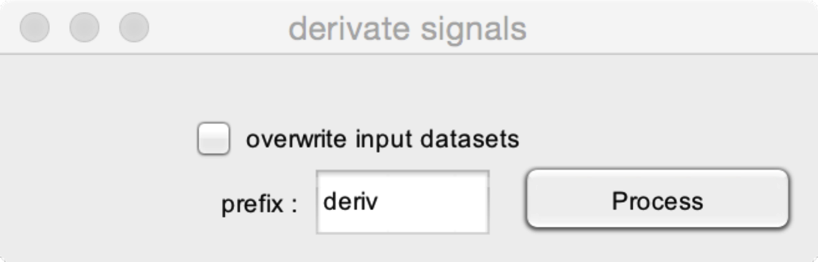 derivate signals
overwrite input datasets
prefix : deriv Process